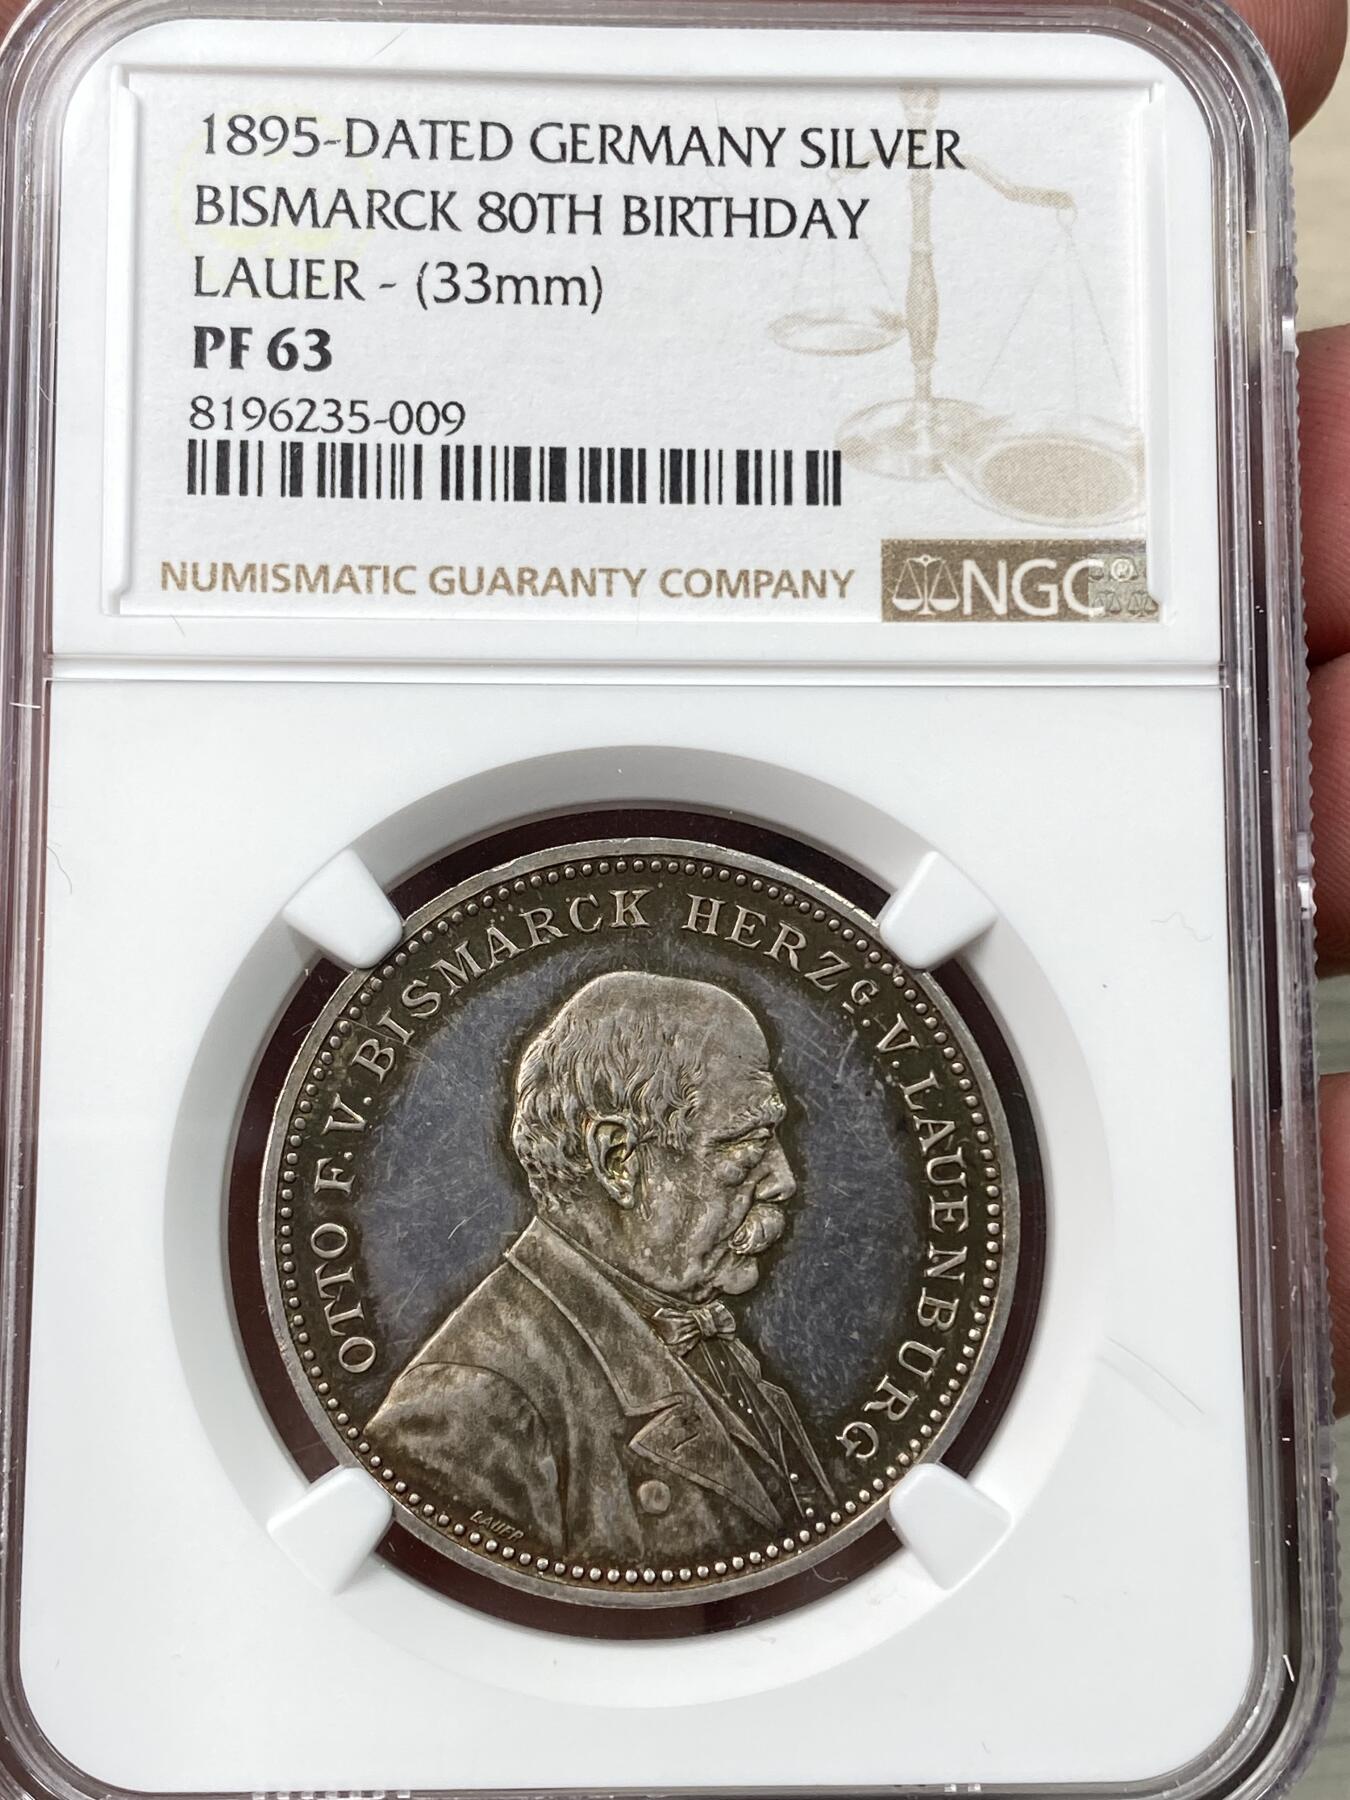 1895-DATED GERMANY SILVER
BISMARCK 80TH BIRTHDAY
LAUER - (33mm)
PF 63
8196235-009
NUMISMATIC GUARANTY COMPANY
NGC®
OTTO F. V. BISMARCK HERZG. V. LAUENBURG
LAUER